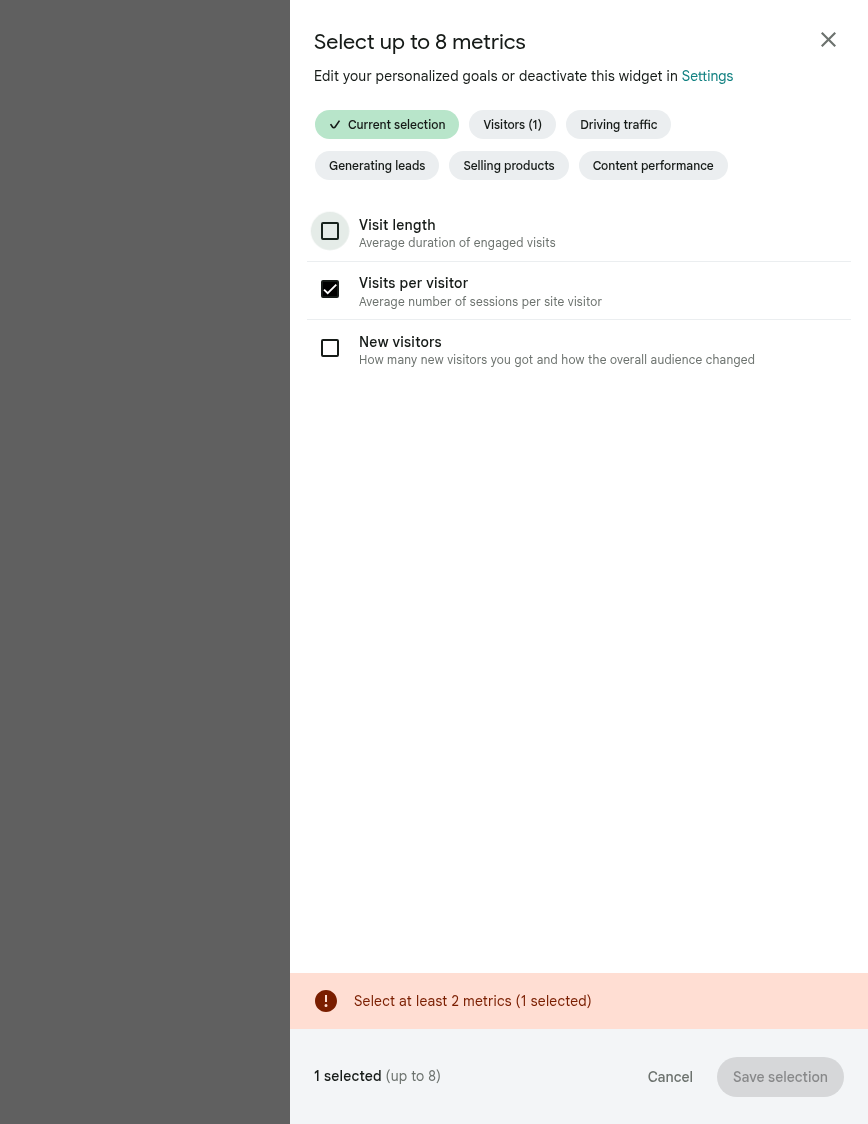 Select up to 8 metrics
Edit your personalized goals or deactivate this widget in Settings
Current selection
Visitors (1)
Driving traffic
Generating leads
Selling products
Content performance
Visit length
Average duration of engaged visits
Visits per visitor
Average number of sessions per site visitor
New visitors
How many new visitors you got and how the overall audience changed
Select at least 2 metrics (1 selected)
1 selected (up to 8)
Cancel
Save selection